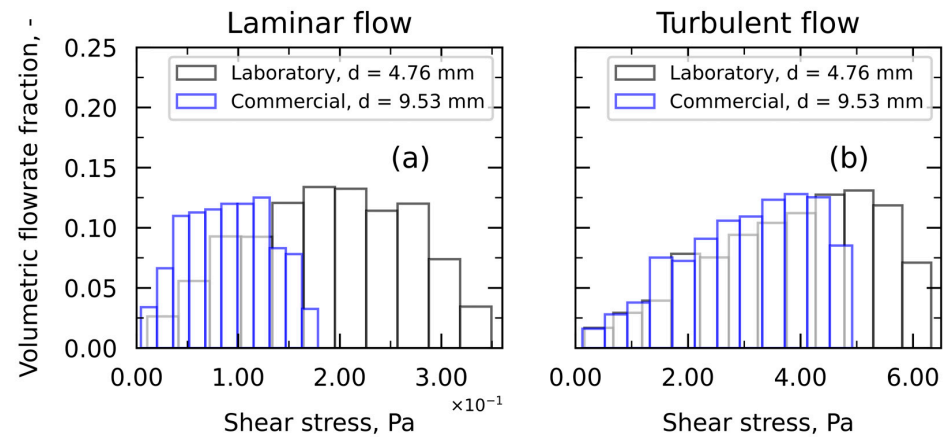 Laminar flow
Turbulent flow
Volumetric flowrate fraction, -
0.25
0.20
0.15
0.10
0.05
0.00
Laboratory, d = 4.76 mm
Commercial, d = 9.53 mm
(a)
0.00 1.00 2.00 3.00
×10⁻¹
Shear stress, Pa
Laboratory, d = 4.76 mm
Commercial, d = 9.53 mm
(b)
0.00 2.00 4.00 6.00
Shear stress, Pa